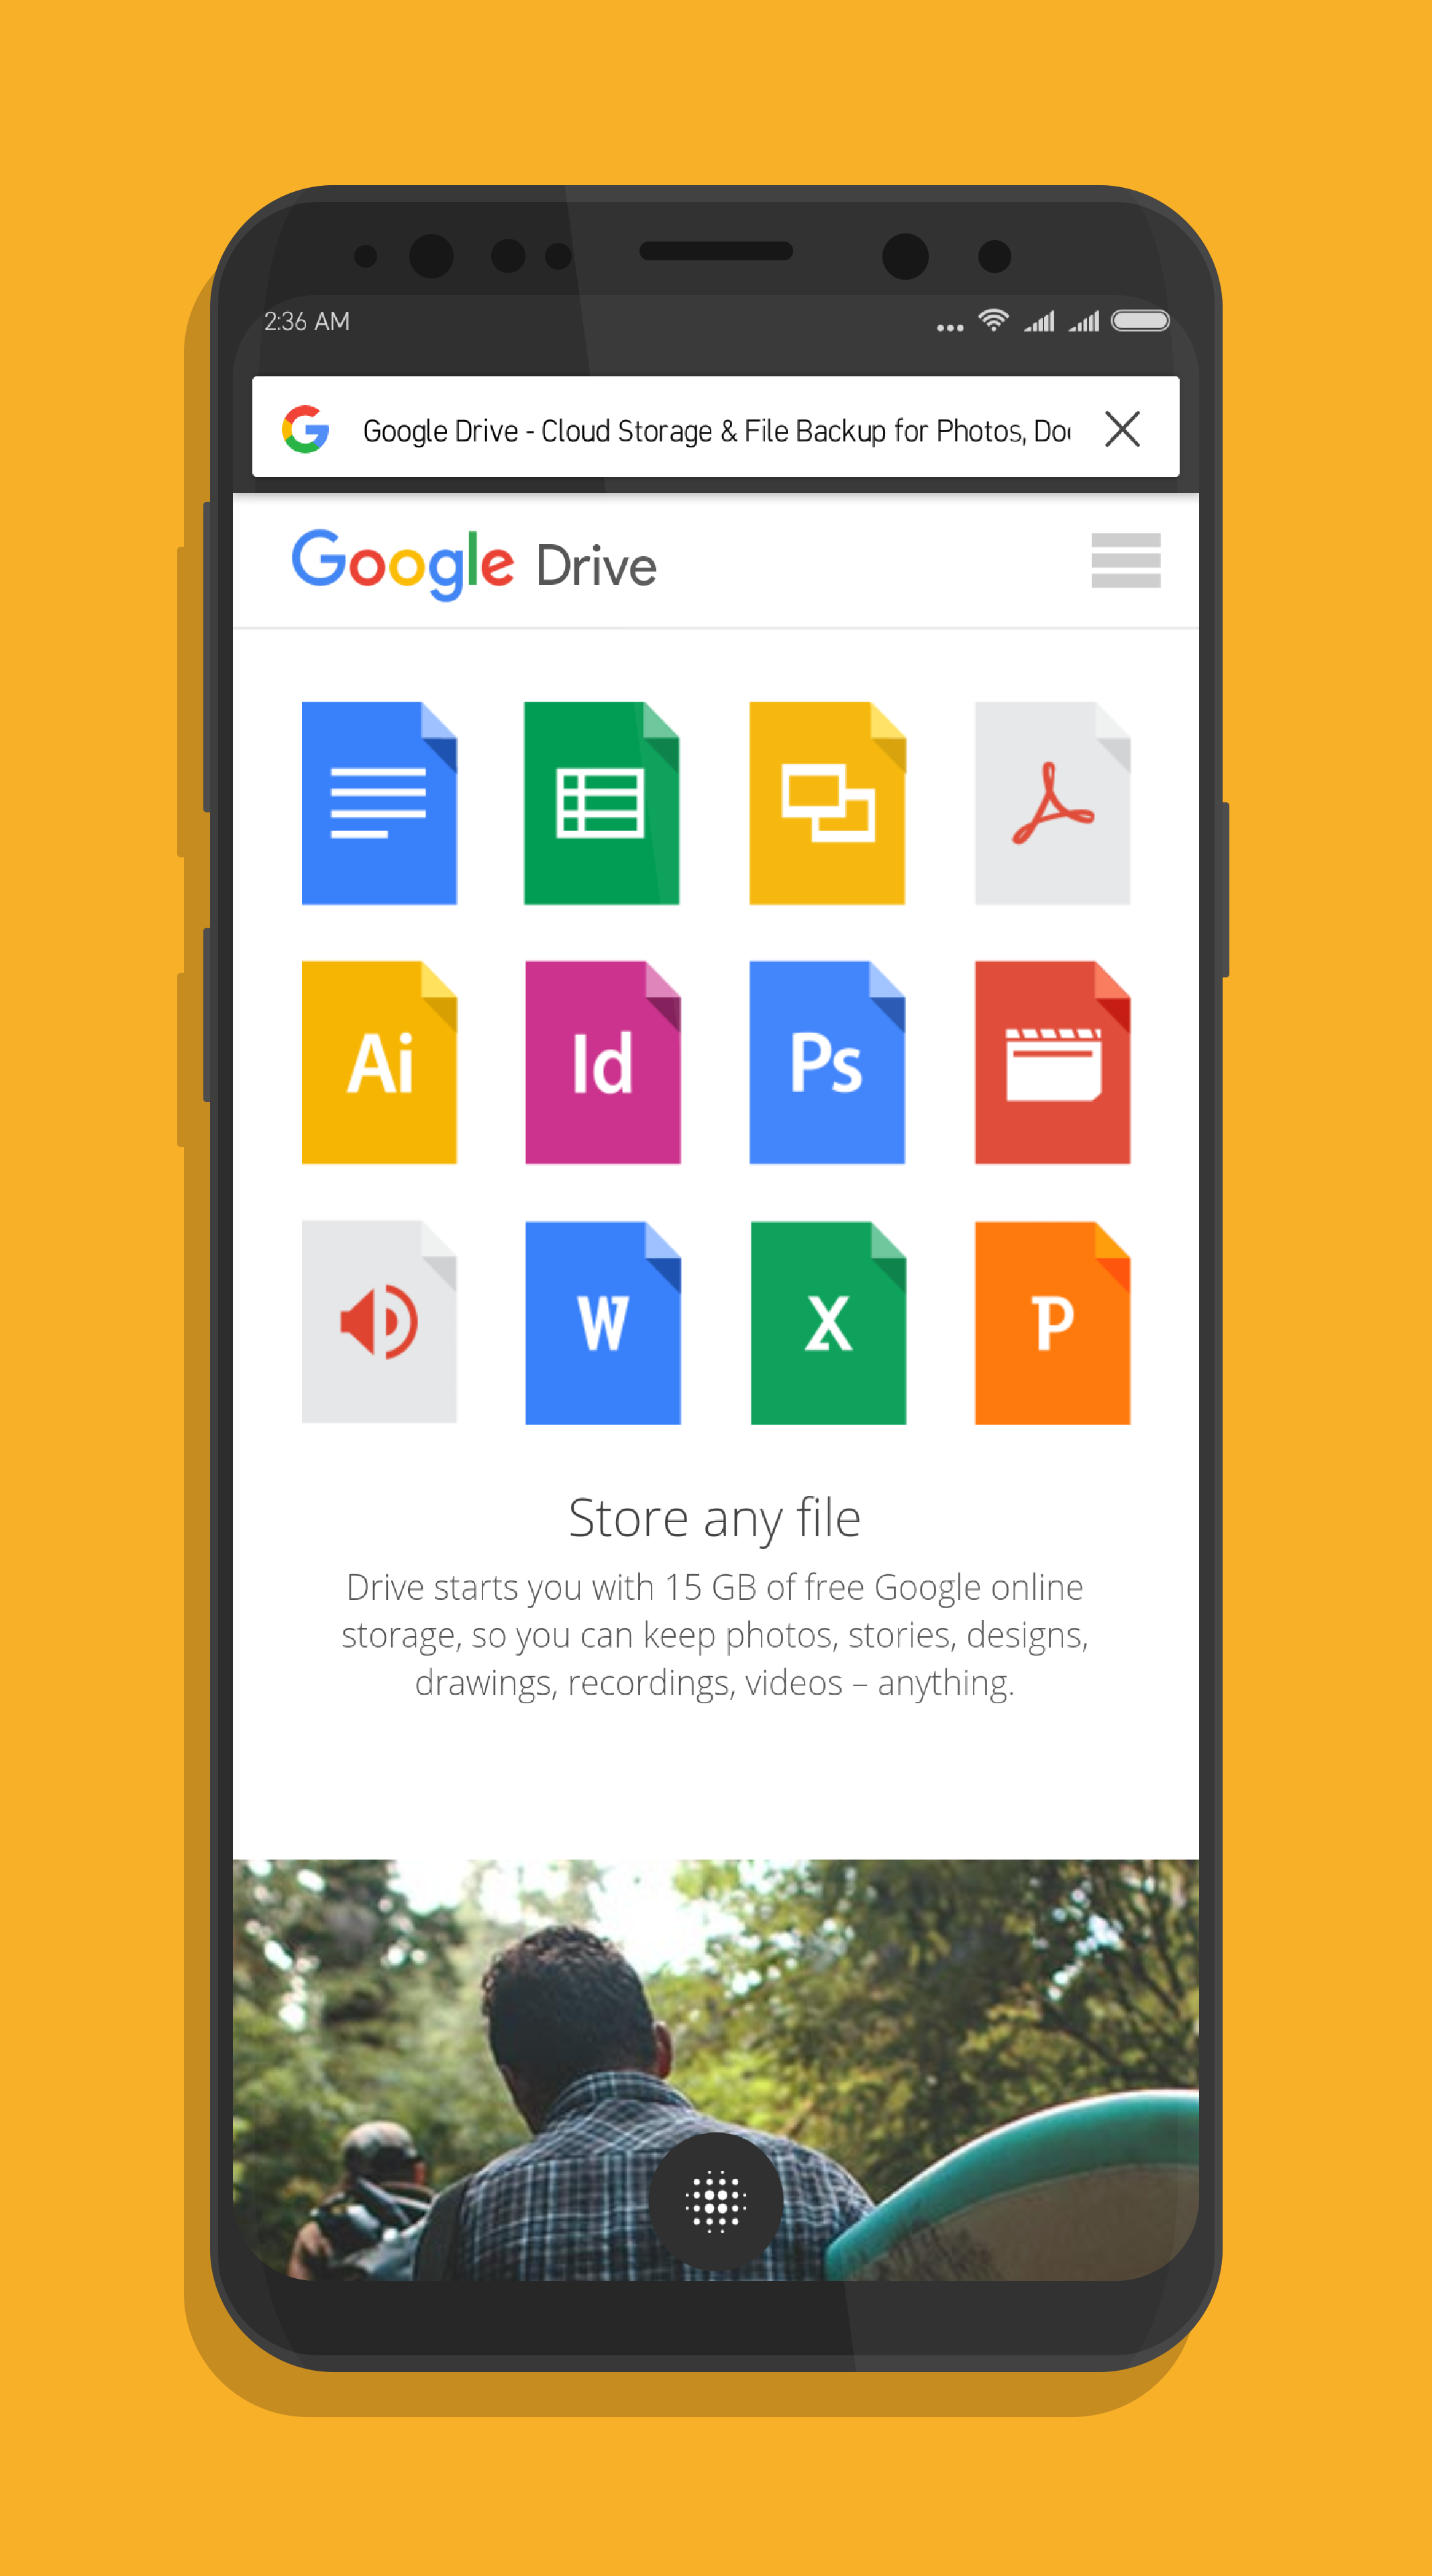 2:36 AM
Google Drive - Cloud Storage & File Backup for Photos, Do
Google Drive
Ai
Id
Ps
W
X
P
Store any file
Drive starts you with 15 GB of free Google online
storage, so you can keep photos, stories, designs,
drawings, recordings, videos – anything.